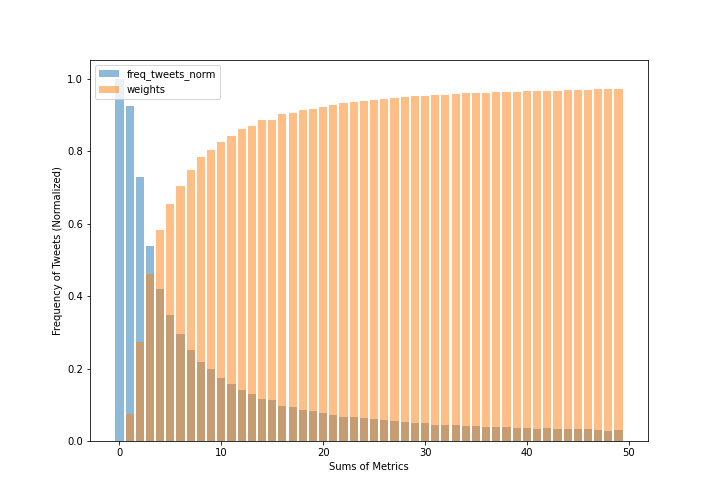 freq_tweets_norm
weights
1.0
0.8
0.6
0.4
0.2
0.0
Frequency of Tweets (Normalized)
0 10 20 30 40 50
Sums of Metrics